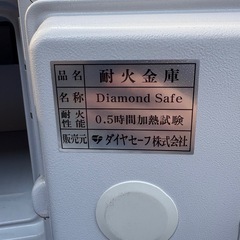 品名 耐火金庫
名称 Diamond Safe
耐火性能 0.5時間加熱試験
販売元 ダイヤセーフ株式会社